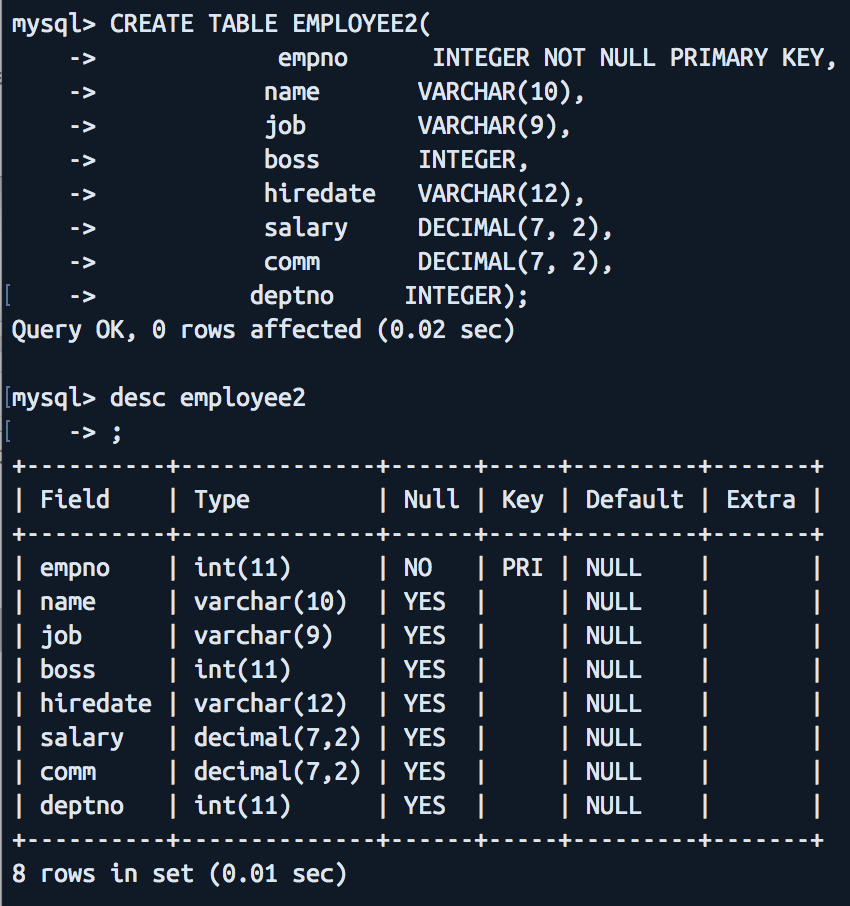 mysql> CREATE TABLE EMPLOYEE2(
    ->             empno      INTEGER NOT NULL PRIMARY KEY,
    ->            name       VARCHAR(10),
    ->            job        VARCHAR(9),
    ->            boss       INTEGER,
    ->            hiredate   VARCHAR(12),
    ->            salary     DECIMAL(7, 2),
    ->            comm       DECIMAL(7, 2),
[    ->           deptno     INTEGER);
Query OK, 0 rows affected (0.02 sec)

[mysql> desc employee2
[    -> ;
+----------+--------------+------+-----+---------+-------+
| Field    | Type         | Null | Key | Default | Extra |
+----------+--------------+------+-----+---------+-------+
| empno    | int(11)      | NO   | PRI | NULL    |       |
| name     | varchar(10)  | YES  |     | NULL    |       |
| job      | varchar(9)   | YES  |     | NULL    |       |
| boss     | int(11)      | YES  |     | NULL    |       |
| hiredate | varchar(12)  | YES  |     | NULL    |       |
| salary   | decimal(7,2) | YES  |     | NULL    |       |
| comm     | decimal(7,2) | YES  |     | NULL    |       |
| deptno   | int(11)      | YES  |     | NULL    |       |
+----------+--------------+------+-----+---------+-------+
8 rows in set (0.01 sec)